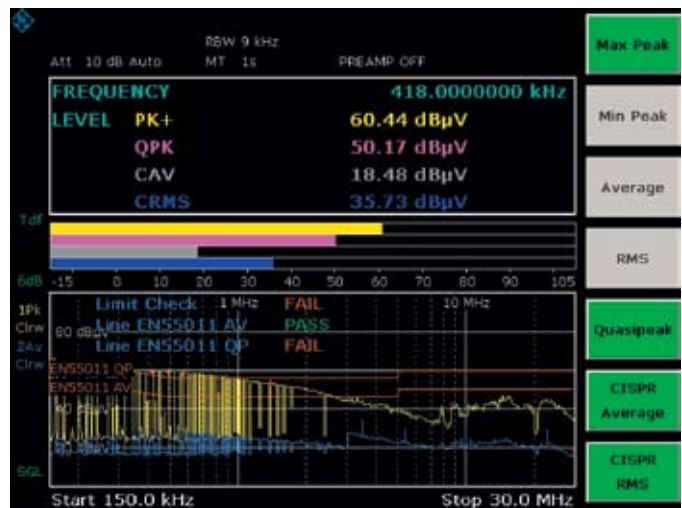 RBW 9 kHz
Att 10 dB Auto MT 1s PREAMP OFF
FREQUENCY 418.0000000 kHz
LEVEL PK+ 60.44 dBµV
QPK 50.17 dBµV
CAV 18.48 dBµV
CRMS 35.73 dBµV
Tdf
6dB -15 0 10 20 30 40 50 60 70 80 90 105
Limit Check 1 MHz FAIL 10 MHz
1Pk
Clrw
80 dBµV Line EN55011 AV PASS
2Av
Line EN55011 QP FAIL
Clrw
EN55011 QP
EN55011 AV
SGL
Start 150.0 kHz Stop 30.0 MHz
Max Peak
Min Peak
Average
RMS
Quasipeak
CISPR
Average
CISPR
RMS